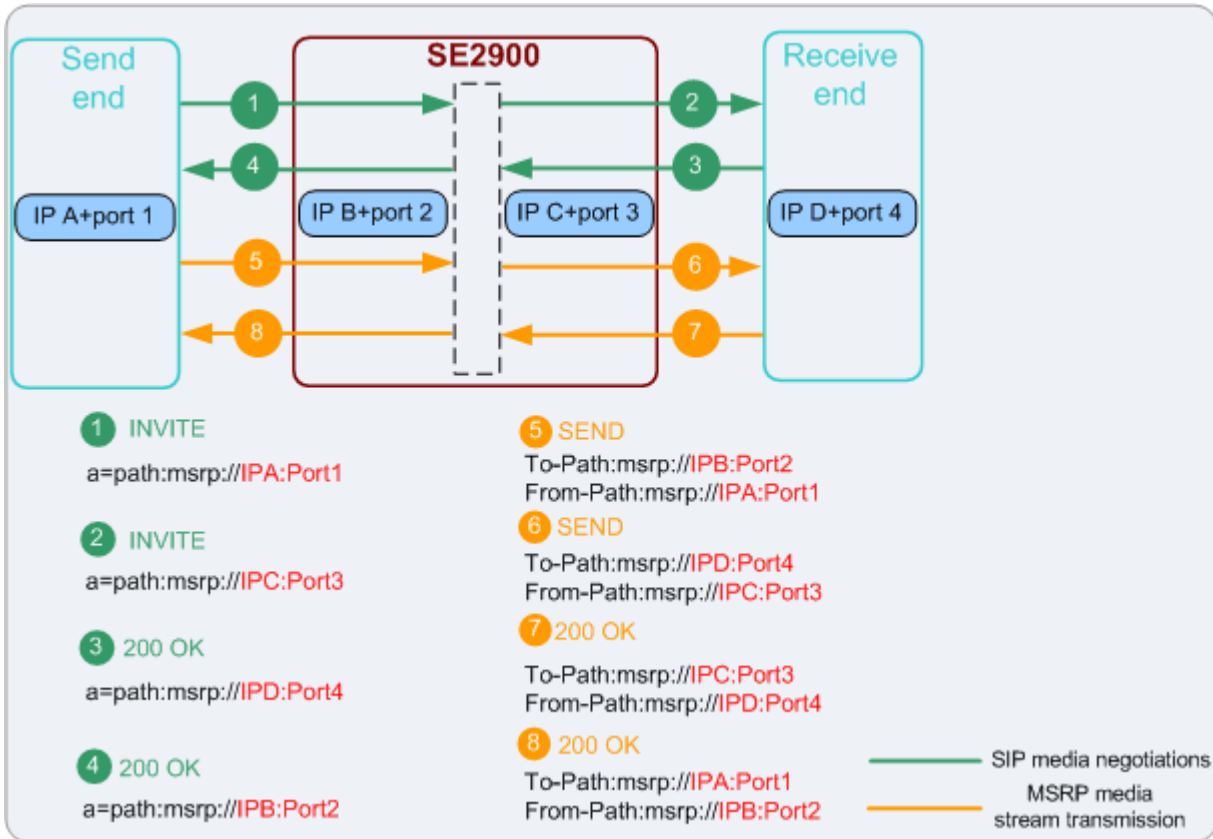 Send
end
SE2900
Receive
end
1
2
4
3
IP A+port 1
IP B+port 2
IP C+port 3
IP D+port 4
5
6
8
7
1 INVITE
a=path:msrp://IPA:Port1
2 INVITE
a=path:msrp://IPC:Port3
3 200 OK
a=path:msrp://IPD:Port4
4 200 OK
a=path:msrp://IPB:Port2
5 SEND
To-Path:msrp://IPB:Port2
From-Path:msrp://IPA:Port1
6 SEND
To-Path:msrp://IPD:Port4
From-Path:msrp://IPC:Port3
7 200 OK
To-Path:msrp://IPC:Port3
From-Path:msrp://IPD:Port4
8 200 OK
To-Path:msrp://IPA:Port1
From-Path:msrp://IPB:Port2
SIP media negotiations
MSRP media
stream transmission